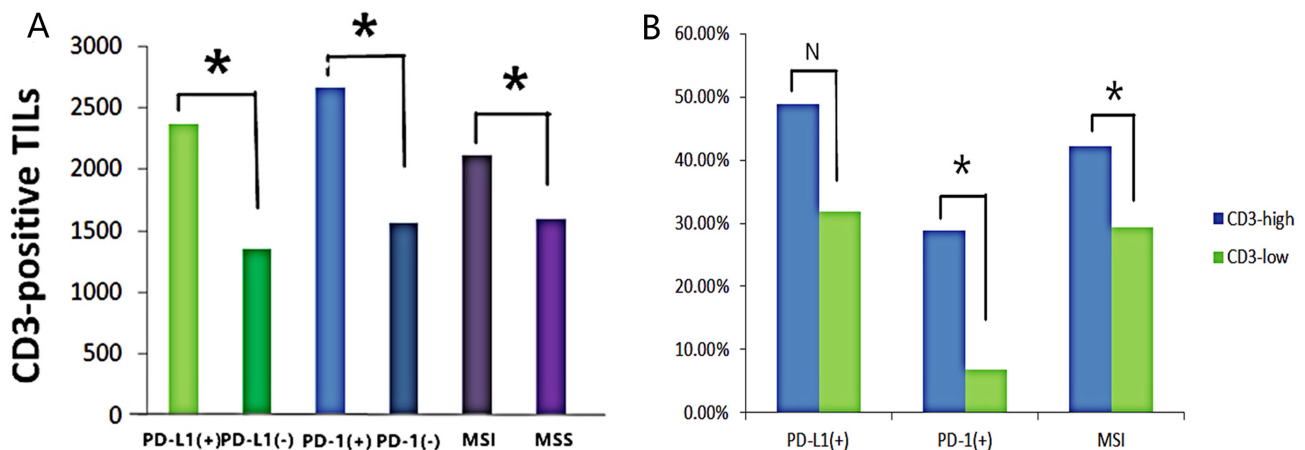 A
CD3-positive TILs
3000
2500
2000
1500
1000
500
0
*
*
*
PD-L1(+) PD-L1(-) PD-1(+) PD-1(-) MSI MSS
B
60.00%
50.00%
40.00%
30.00%
20.00%
10.00%
0.00%
N
*
*
PD-L1(+) PD-1(+) MSI
CD3-high
CD3-low